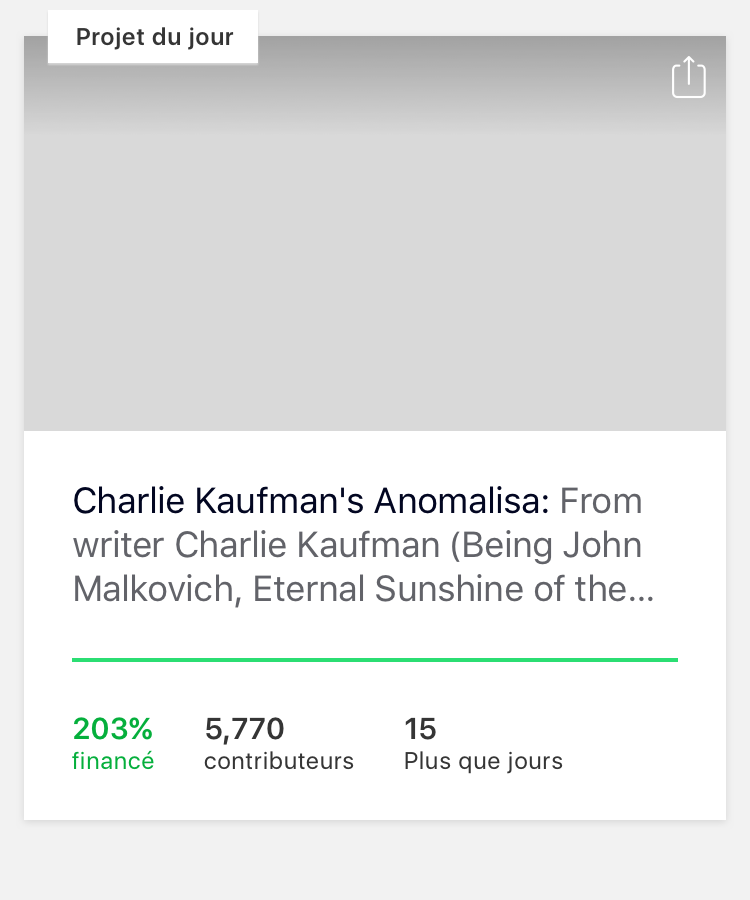 Projet du jour
Charlie Kaufman's Anomalisa: From
writer Charlie Kaufman (Being John
Malkovich, Eternal Sunshine of the...
203% 5,770 15
financé contributeurs Plus que jours